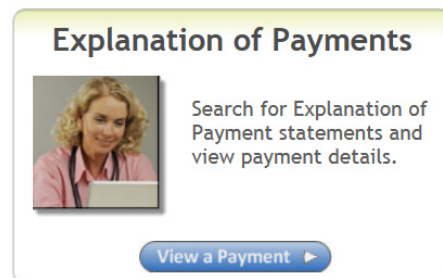 Explanation of Payments
Search for Explanation of
Payment statements and
view payment details.
View a Payment